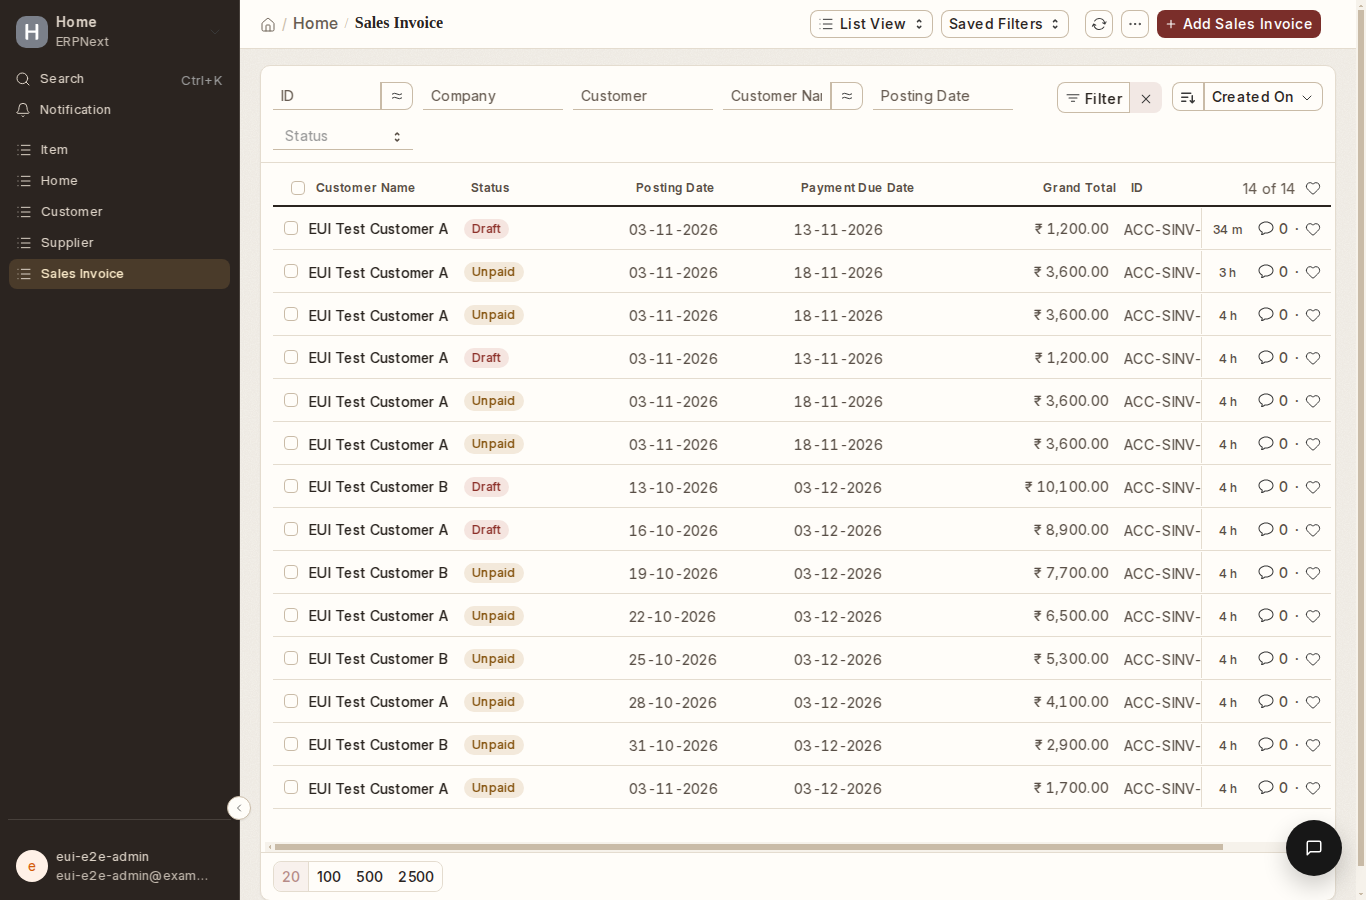 Home
ERPNext
Search Ctrl+K
Notification
Item
Home
Customer
Supplier
Sales Invoice
eui-e2e-admin
eui-e2e-admin@exam...
/ Home / Sales Invoice
List View
Saved Filters
+ Add Sales Invoice
ID
Company
Customer
Customer Nar
Posting Date
Filter
Created On
Status
Customer Name Status Posting Date Payment Due Date Grand Total ID 14 of 14
EUI Test Customer A Draft 03-11-2026 13-11-2026 ₹ 1,200.00 ACC-SINV- 34 m 0 ·
EUI Test Customer A Unpaid 03-11-2026 18-11-2026 ₹ 3,600.00 ACC-SINV- 3 h 0 ·
EUI Test Customer A Unpaid 03-11-2026 18-11-2026 ₹ 3,600.00 ACC-SINV- 4 h 0 ·
EUI Test Customer A Draft 03-11-2026 13-11-2026 ₹ 1,200.00 ACC-SINV- 4 h 0 ·
EUI Test Customer A Unpaid 03-11-2026 18-11-2026 ₹ 3,600.00 ACC-SINV- 4 h 0 ·
EUI Test Customer A Unpaid 03-11-2026 18-11-2026 ₹ 3,600.00 ACC-SINV- 4 h 0 ·
EUI Test Customer B Draft 13-10-2026 03-12-2026 ₹ 10,100.00 ACC-SINV- 4 h 0 ·
EUI Test Customer A Draft 16-10-2026 03-12-2026 ₹ 8,900.00 ACC-SINV- 4 h 0 ·
EUI Test Customer B Unpaid 19-10-2026 03-12-2026 ₹ 7,700.00 ACC-SINV- 4 h 0 ·
EUI Test Customer A Unpaid 22-10-2026 03-12-2026 ₹ 6,500.00 ACC-SINV- 4 h 0 ·
EUI Test Customer B Unpaid 25-10-2026 03-12-2026 ₹ 5,300.00 ACC-SINV- 4 h 0 ·
EUI Test Customer A Unpaid 28-10-2026 03-12-2026 ₹ 4,100.00 ACC-SINV- 4 h 0 ·
EUI Test Customer B Unpaid 31-10-2026 03-12-2026 ₹ 2,900.00 ACC-SINV- 4 h 0 ·
EUI Test Customer A Unpaid 03-11-2026 03-12-2026 ₹ 1,700.00 ACC-SINV- 4 h 0 ·
20 100 500 2500